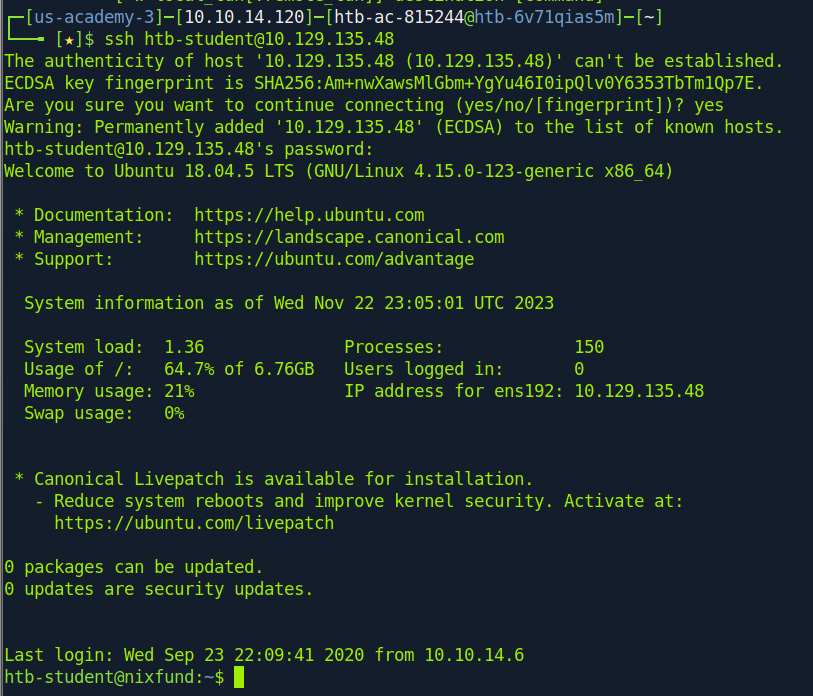 ┌─[us-academy-3]─[10.10.14.120]─[htb-ac-815244@htb-6v71qias5m]─[~]
└──╼ [★]$ ssh htb-student@10.129.135.48
The authenticity of host '10.129.135.48 (10.129.135.48)' can't be established.
ECDSA key fingerprint is SHA256:Am+nwXawsMlGbm+YgYu46I0ipQlv0Y6353TbTm1Qp7E.
Are you sure you want to continue connecting (yes/no/[fingerprint])? yes
Warning: Permanently added '10.129.135.48' (ECDSA) to the list of known hosts.
htb-student@10.129.135.48's password:
Welcome to Ubuntu 18.04.5 LTS (GNU/Linux 4.15.0-123-generic x86_64)
 * Documentation:  https://help.ubuntu.com
 * Management:     https://landscape.canonical.com
 * Support:        https://ubuntu.com/advantage
  System information as of Wed Nov 22 23:05:01 UTC 2023
  System load:  1.36              Processes:             150
  Usage of /:   64.7% of 6.76GB   Users logged in:       0
  Memory usage: 21%               IP address for ens192: 10.129.135.48
  Swap usage:   0%
 * Canonical Livepatch is available for installation.
   - Reduce system reboots and improve kernel security. Activate at:
     https://ubuntu.com/livepatch
0 packages can be updated.
0 updates are security updates.
Last login: Wed Sep 23 22:09:41 2020 from 10.10.14.6
htb-student@nixfund:~$